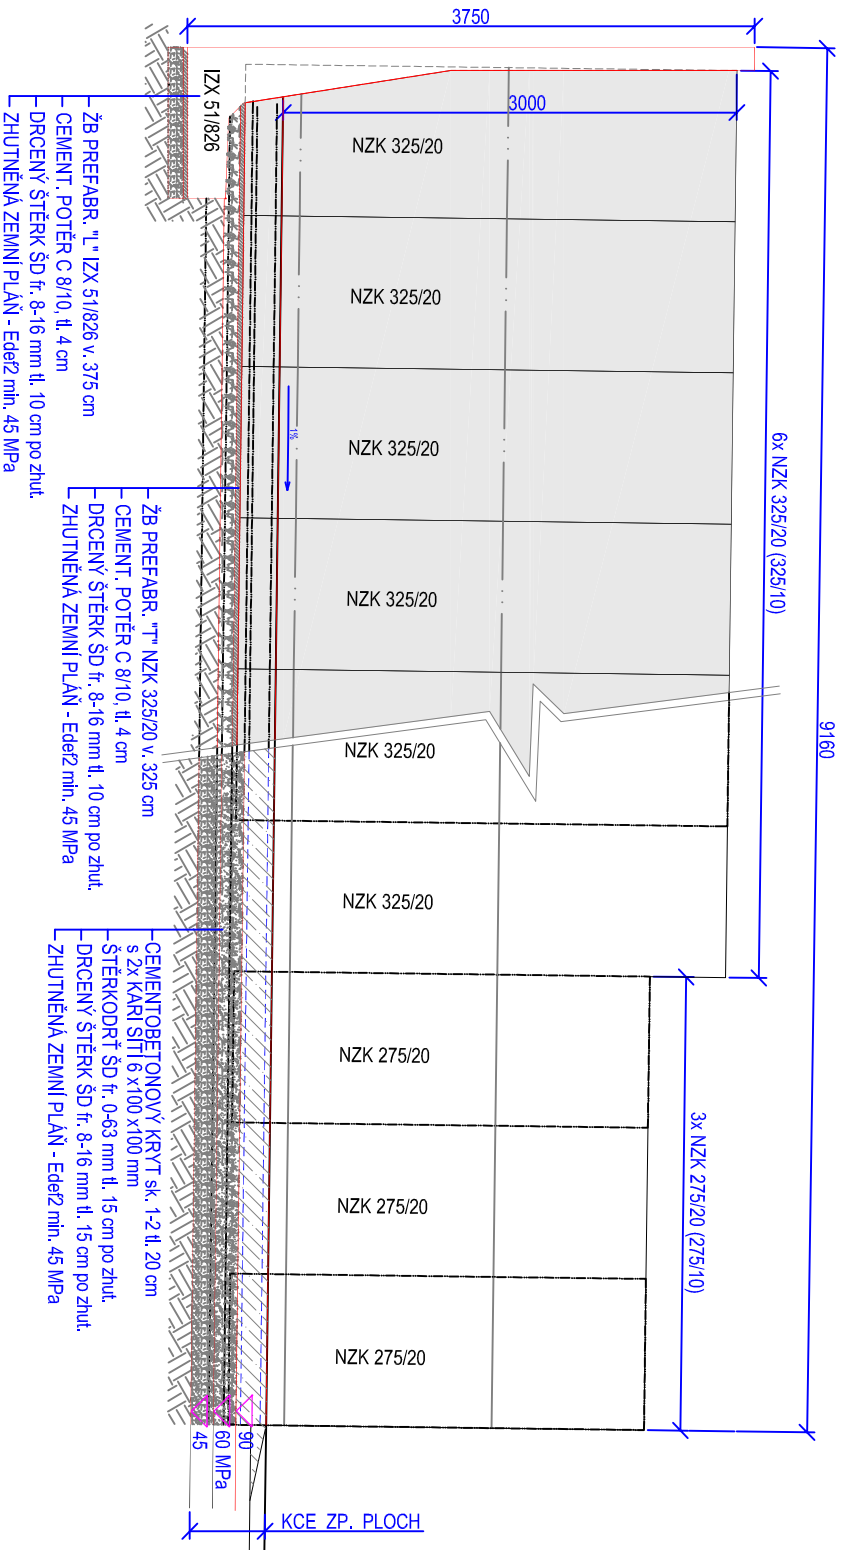 3750
IZX 51/826
3000
NZK 325/20
NZK 325/20
NZK 325/20
NZK 325/20
NZK 325/20
NZK 325/20
NZK 275/20
NZK 275/20
NZK 275/20
1%
6x NZK 325/20 (325/10)
9160
3x NZK 275/20 (275/10)
ŽB PREFABR. "L" IZX 51/826 v. 375 cm
CEMENT. POTĚR C 8/10, tl. 4 cm
DRCENÝ ŠTĚRK ŠD fr. 8-16 mm tl. 10 cm po zhut.
ZHUTNĚNÁ ZEMNÍ PLÁŇ - Edef2 min. 45 MPa
ŽB PREFABR. "T" NZK 325/20 v. 325 cm
CEMENT. POTĚR C 8/10, tl. 4 cm
DRCENÝ ŠTĚRK ŠD fr. 8-16 mm tl. 10 cm po zhut.
ZHUTNĚNÁ ZEMNÍ PLÁŇ - Edef2 min. 45 MPa
CEMENTOBETONOVÝ KRYT sk. 1-2 tl. 20 cm
s 2x KARI SÍTÍ 6 x100 x100 mm
ŠTĚRKODRŤ ŠD fr. 0-63 mm tl. 15 cm po zhut.
DRCENÝ ŠTĚRK ŠD fr. 8-16 mm tl. 15 cm po zhut.
ZHUTNĚNÁ ZEMNÍ PLÁŇ - Edef2 min. 45 MPa
90
60 MPa
45
KCE ZP. PLOCH